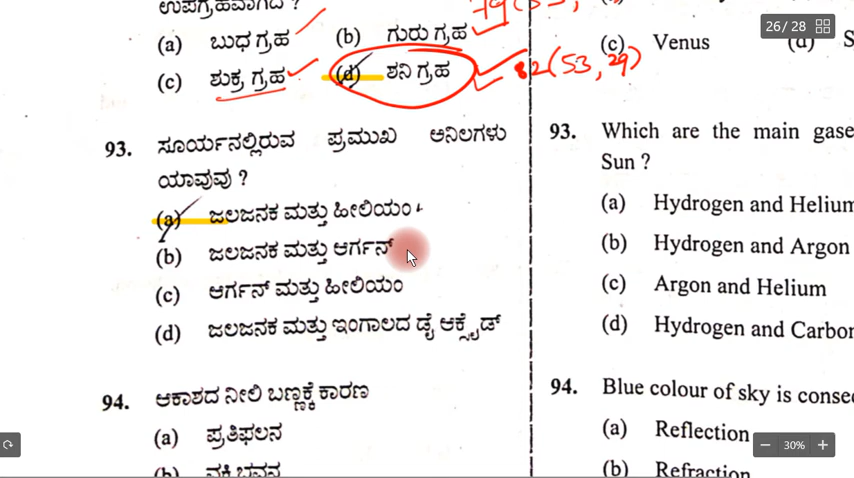 ಉಪಗ್ರಹವಾಗಿದೆ ?
(a) ಬುಧ ಗ್ರಹ
(b) ಗುರು ಗ್ರಹ
(c) ಶುಕ್ರ ಗ್ರಹ
(d) ಶನಿ ಗ್ರಹ
82(53, 29)
93. ಸೂರ್ಯನಲ್ಲಿರುವ ಪ್ರಮುಖ ಅನಿಲಗಳು
ಯಾವುವು ?
(a) ಜಲಜನಕ ಮತ್ತು ಹೀಲಿಯಂ
(b) ಜಲಜನಕ ಮತ್ತು ಆರ್ಗನ್
(c) ಆರ್ಗನ್ ಮತ್ತು ಹೀಲಿಯಂ
(d) ಜಲಜನಕ ಮತ್ತು ಇಂಗಾಲದ ಡೈ ಆಕ್ಸೈಡ್
94. ಆಕಾಶದ ನೀಲಿ ಬಣ್ಣಕ್ಕೆ ಕಾರಣ
(a) ಪ್ರತಿಫಲನ
(b) ವಕ್ರೀಭವನ
26 / 28
(c) Venus
(d) S
93. Which are the main gase
Sun ?
(a) Hydrogen and Helium
(b) Hydrogen and Argon
(c) Argon and Helium
(d) Hydrogen and Carbon
94. Blue colour of sky is conse
(a) Reflection
(b) Refraction
30%